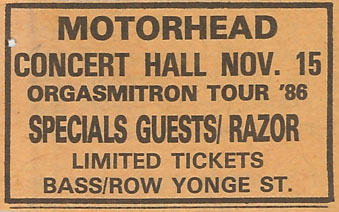 MOTORHEAD
CONCERT HALL NOV. 15
ORGASMITRON TOUR '86
SPECIALS GUESTS/ RAZOR
LIMITED TICKETS
BASS/ROW YONGE ST.